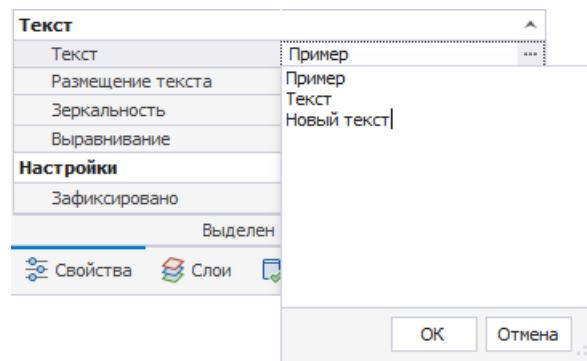 Текст
Текст Пример ...
Размещение текста
Зеркальность
Выравнивание
Настройки
Зафиксировано
Выделен
Свойства Слои
Пример
Текст
Новый текст
ОК Отмена